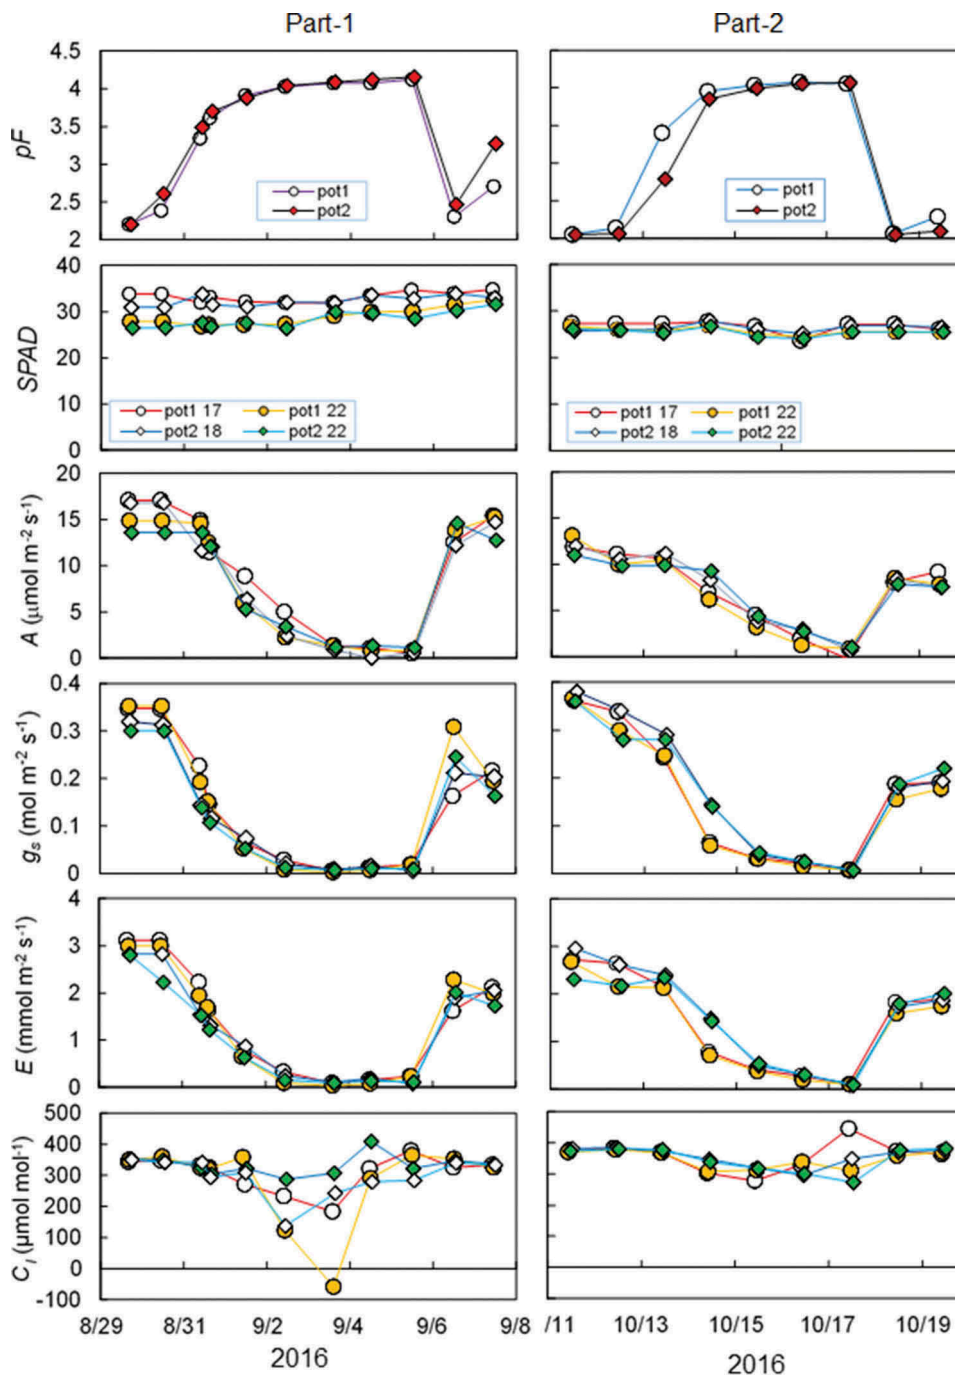 Part-1
Part-2
pF
4.5
4
3.5
3
2.5
2
pot1
pot2
pot1
pot2
SPAD
40
30
20
10
0
pot1 17
pot1 22
pot2 18
pot2 22
pot1 17
pot1 22
pot2 18
pot2 22
A (μmol m⁻² s⁻¹)
20
15
10
5
0
gₛ (mol m⁻² s⁻¹)
0.4
0.3
0.2
0.1
0
E (mmol m⁻² s⁻¹)
4
3
2
1
0
C_I (μmol mol⁻¹)
500
400
300
200
100
0
-100
8/29
8/31
9/2
9/4
9/6
9/8
/11
10/13
10/15
10/17
10/19
2016
2016